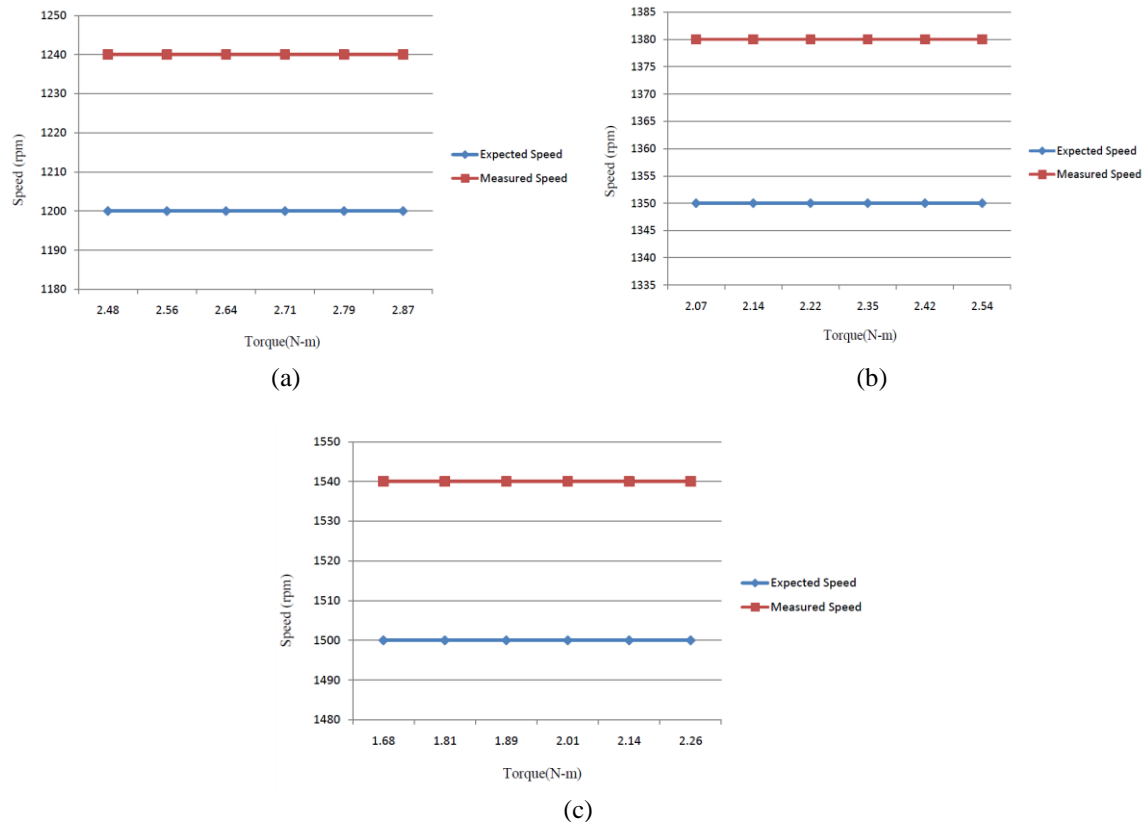 1250
1240
1230
1220
1210
1200
1190
1180
Speed (rpm)
2.48 2.56 2.64 2.71 2.79 2.87
Torque(N-m)
Expected Speed
Measured Speed
(a)
1385
1380
1375
1370
1365
1360
1355
1350
1345
1340
1335
Speed (rpm)
2.07 2.14 2.22 2.35 2.42 2.54
Torque(N-m)
Expected Speed
Measured Speed
(b)
1550
1540
1530
1520
1510
1500
1490
1480
Speed (rpm)
1.68 1.81 1.89 2.01 2.14 2.26
Torque(N-m)
Expected Speed
Measured Speed
(c)